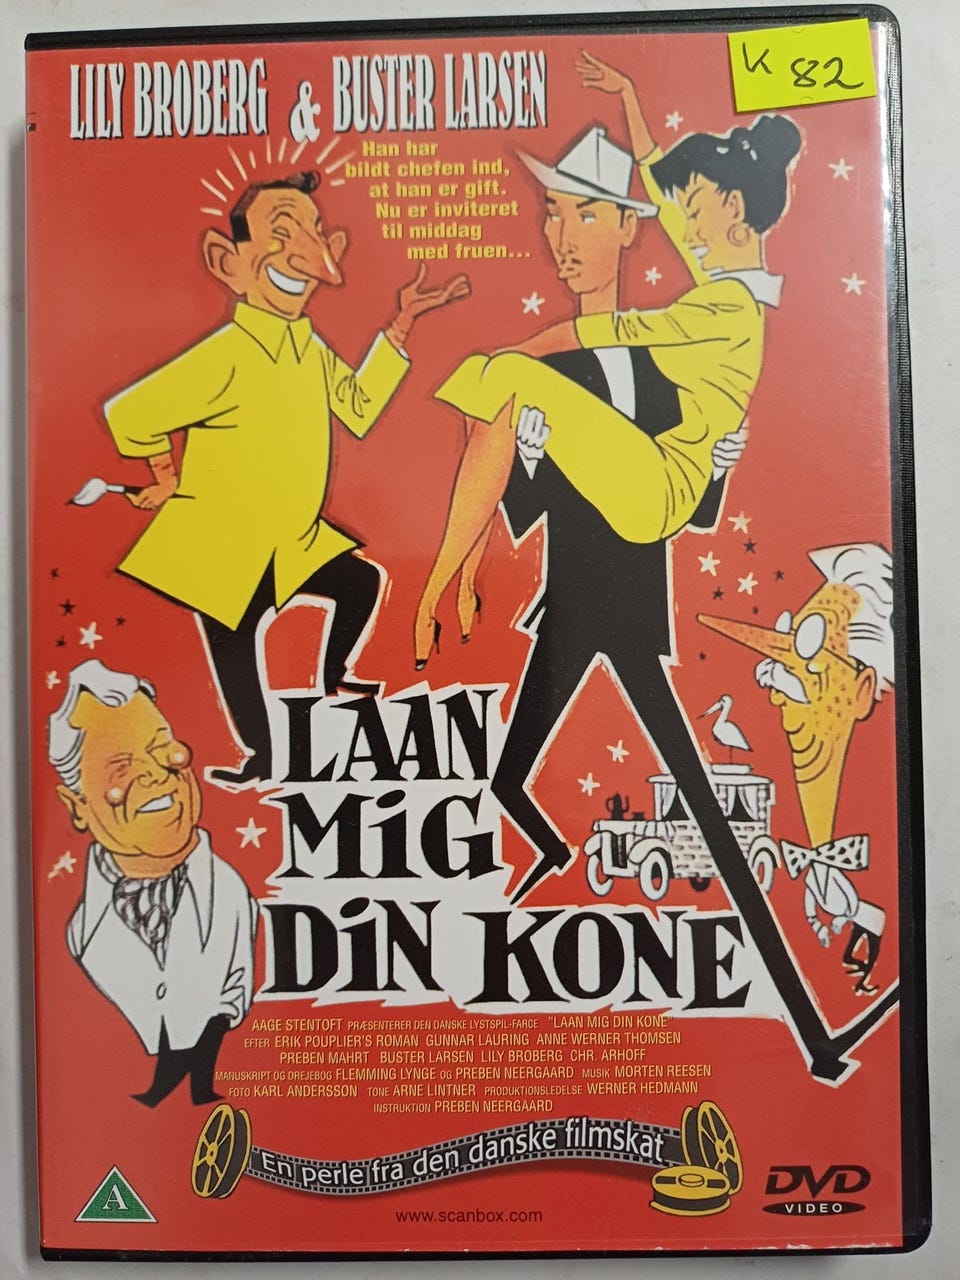 K 82
LILY BROBERG & BUSTER LARSEN
Han har
bildt chefen ind,
at han er gift.
Nu er inviteret
til middag
med fruen...
LAAN
MiG
DiN KONE
AAGE STENTOFT PRÆSENTERER DEN DANSKE LYSTSPIL-FARCE "LAAN MIG DIN KONE"
EFTER ERIK POUPLIER'S ROMAN GUNNAR LAURING ANNE WERNER THOMSEN
PREBEN MAHRT BUSTER LARSEN LILY BROBERG CHR. ARHOFF
MANUSKRIPT OG DREJEBOG FLEMMING LYNGE OG PREBEN NEERGAARD MUSIK MORTEN REESEN
FOTO KARL ANDERSSON TONE ARNE LINTNER PRODUKTIONSLEDELSE WERNER HEDMANN
INSTRUKTION PREBEN NEERGAARD
En perle fra den danske filmskat
A
DVD
VIDEO
www.scanbox.com